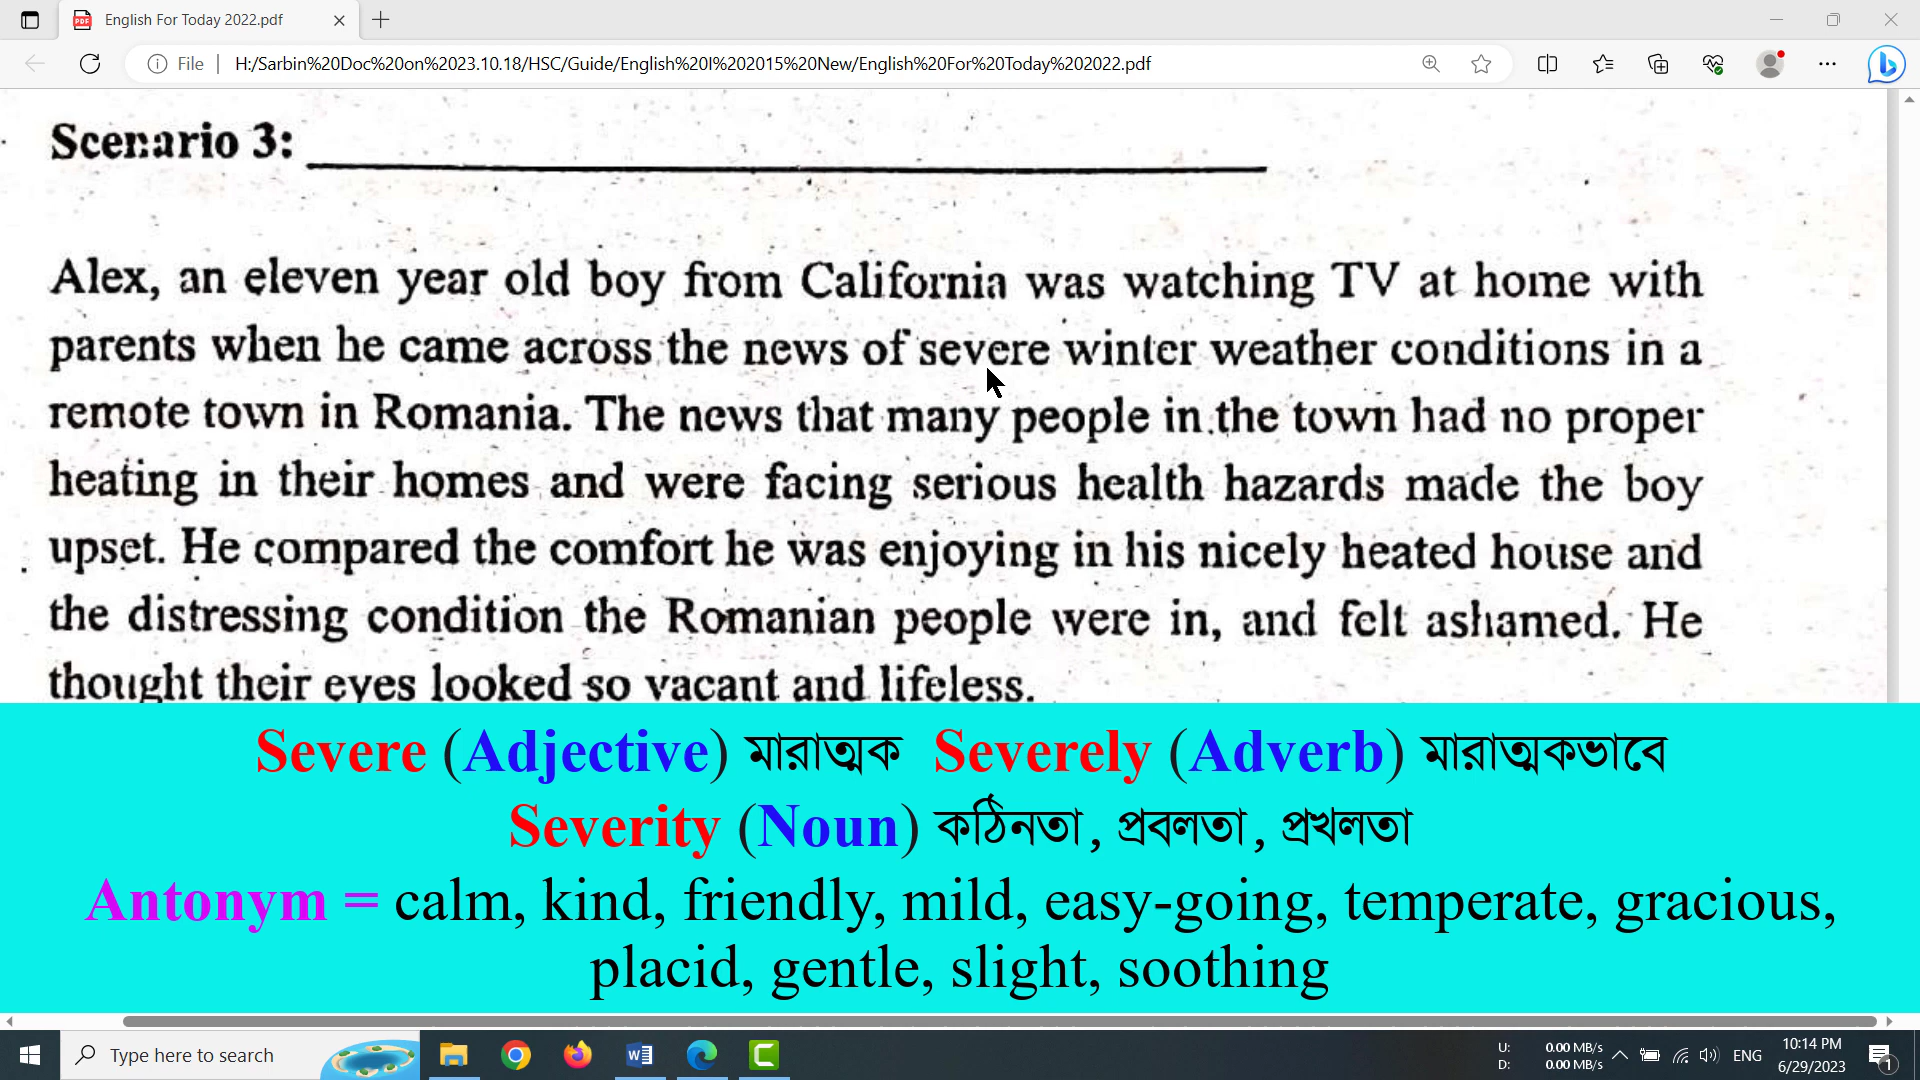 English For Today 2022.pdf
File
H:/Sarbin%20Doc%20on%2023.10.18/HSC/Guide/English%20I%202015%20New/English%20For%20Today%202022.pdf
Scenario 3:
Alex, an eleven year old boy from California was watching TV at home with
parents when he came across the news of severe winter weather conditions in a
remote town in Romania. The news that many people in the town had no proper
heating in their homes and were facing serious health hazards made the boy
upset. He compared the comfort he was enjoying in his nicely heated house and
the distressing condition the Romanian people were in, and felt ashamed. He
thought their eyes looked so vacant and lifeless.
Severe (Adjective) মারাত্মক Severely (Adverb) মারাত্মকভাবে
Severity (Noun) কঠিনতা, প্রবলতা, প্রখলতা
Antonym = calm, kind, friendly, mild, easy-going, temperate, gracious,
placid, gentle, slight, soothing
Type here to search
U: 0.00 MB/s
D: 0.00 MB/s
ENG
10:14 PM
6/29/2023
1